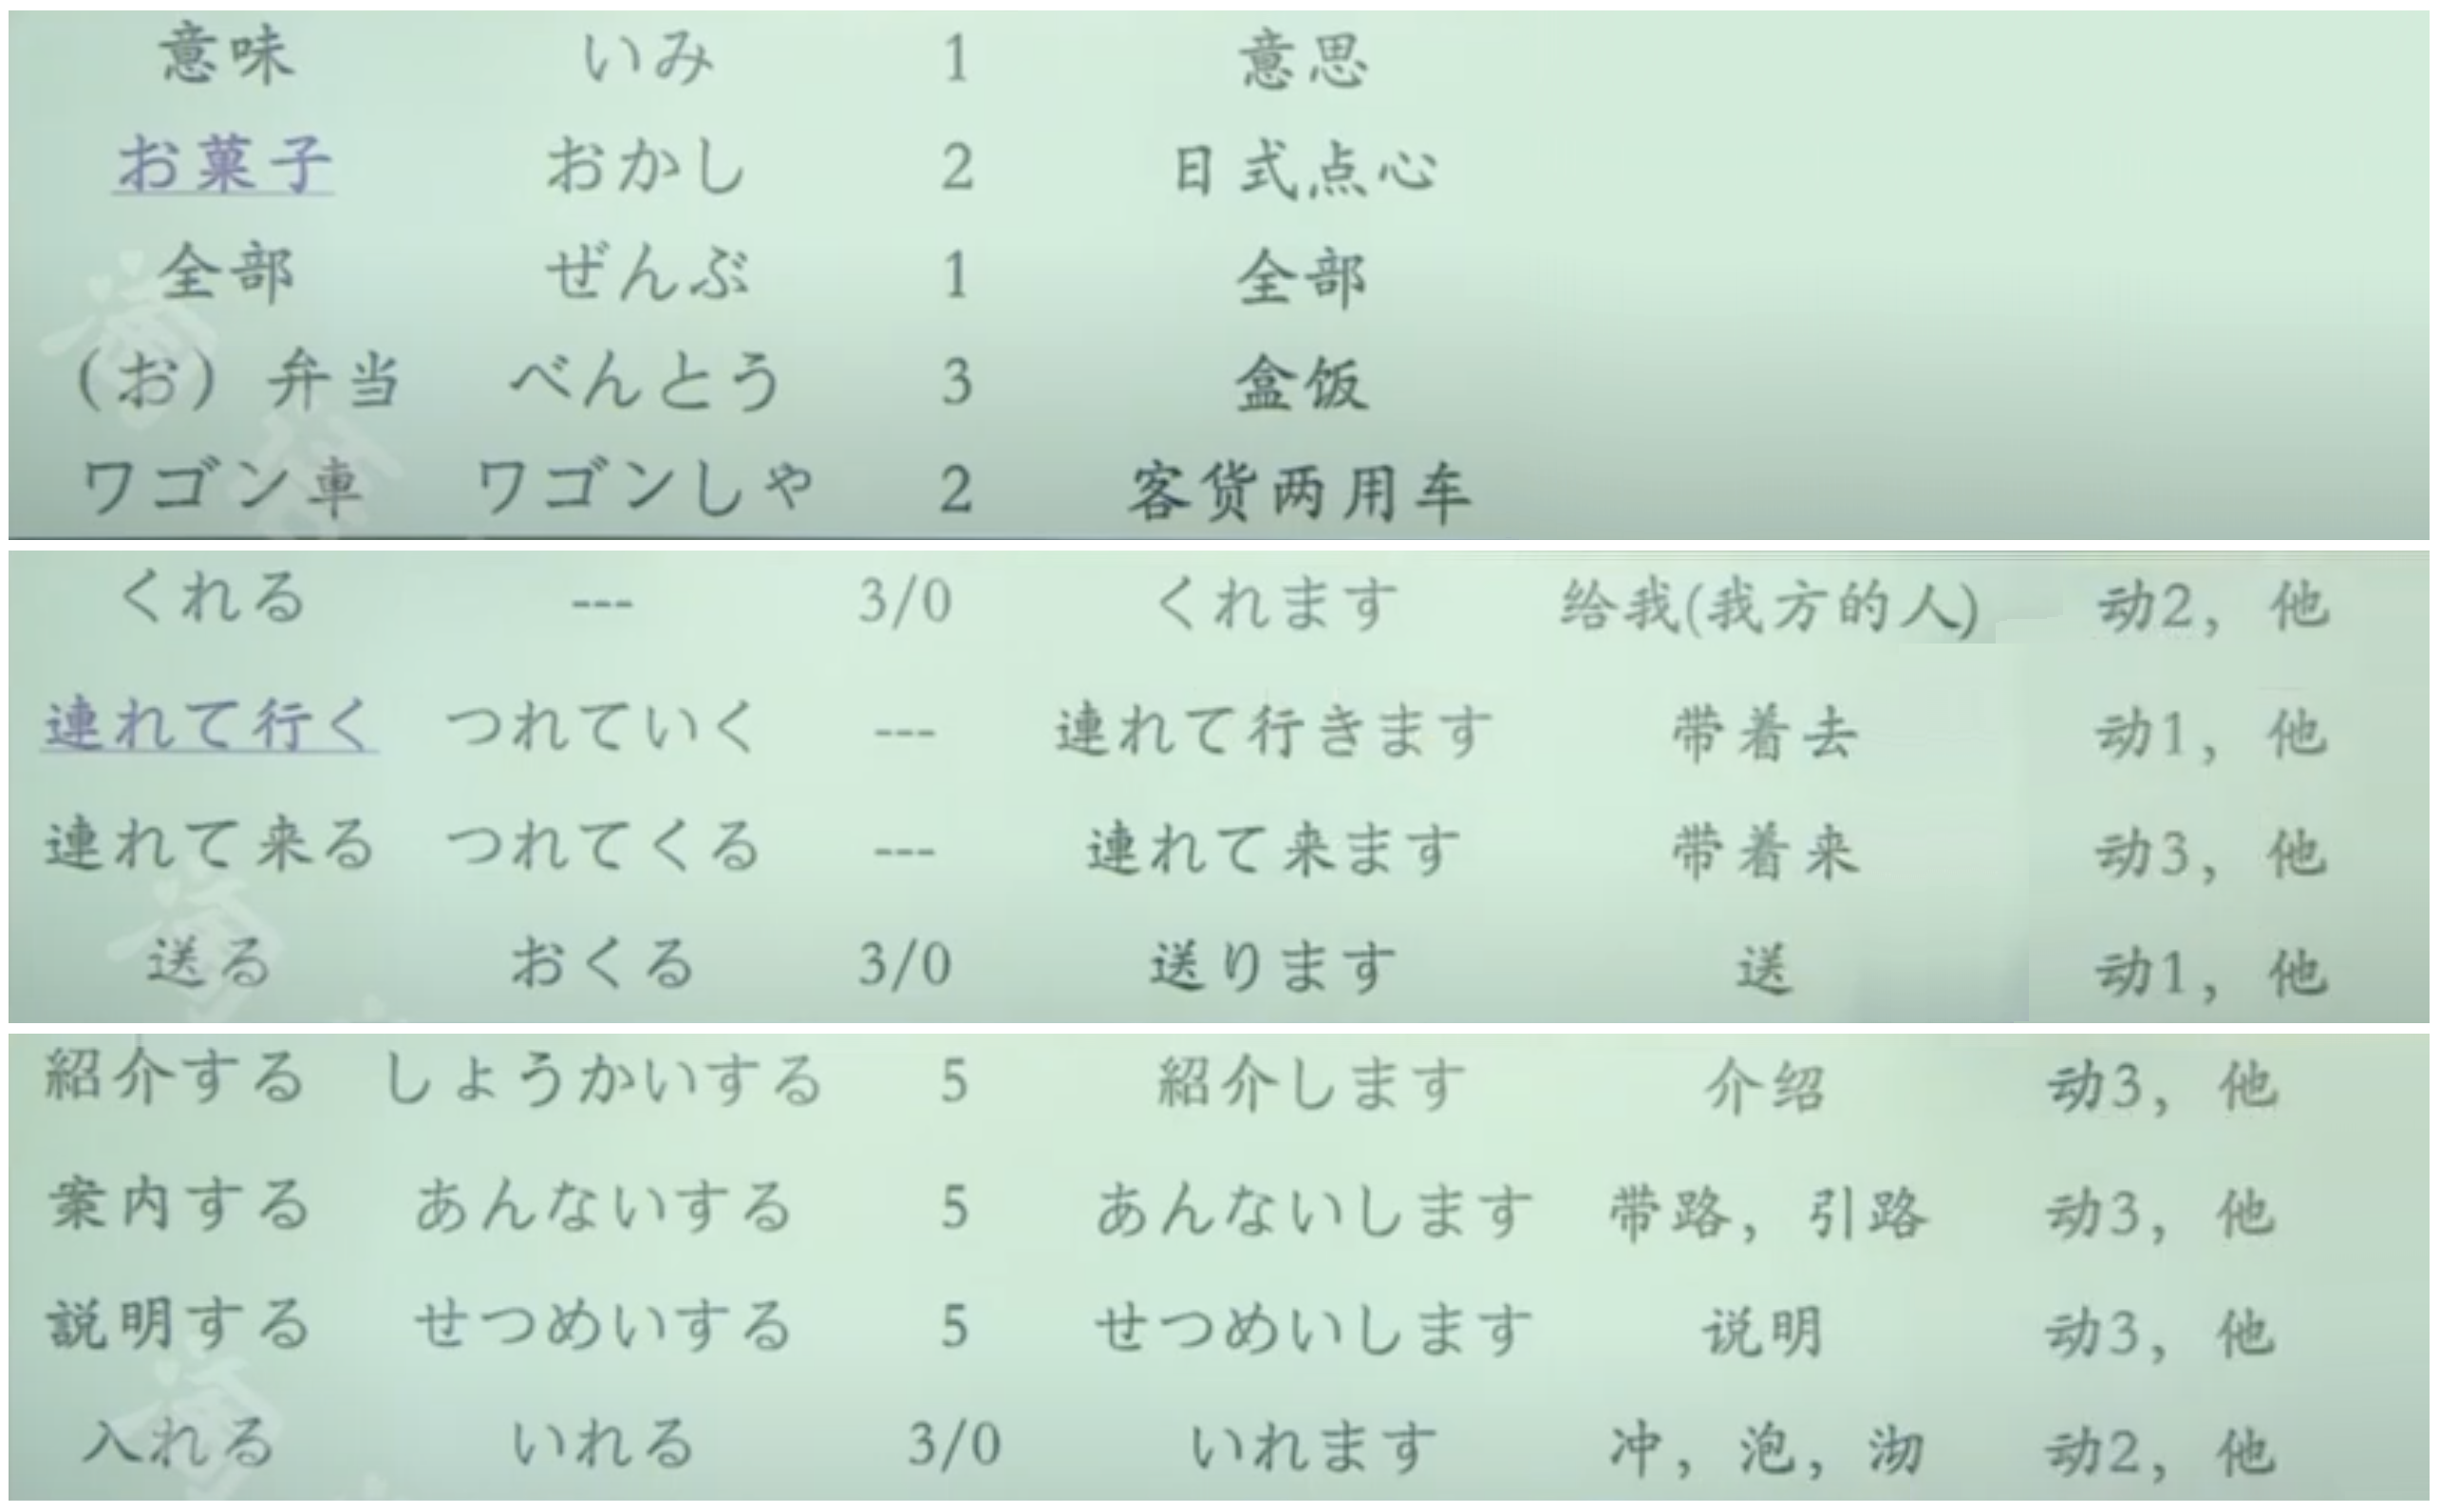 意味 いみ 1 意思
お菓子 おかし 2 日式点心
全部 ぜんぶ 1 全部
(お) 弁当 べんとう 3 盒饭
ワゴン車 ワゴンしゃ 2 客货两用车
くれる --- 3/0 くれます 给我(我方的人) 动2, 他
連れて行く つれていく --- 連れて行きます 带着去 动1, 他
連れて来る つれてくる --- 連れて来ます 带着来 动3, 他
送る おくる 3/0 送ります 送 动1, 他
紹介する しょうかいする 5 紹介します 介绍 动3, 他
案内する あんないする 5 あんないします 带路, 引路 动3, 他
説明する せつめいする 5 せつめいします 说明 动3, 他
入れる いれる 3/0 いれます 冲, 泡, 沏 动2, 他